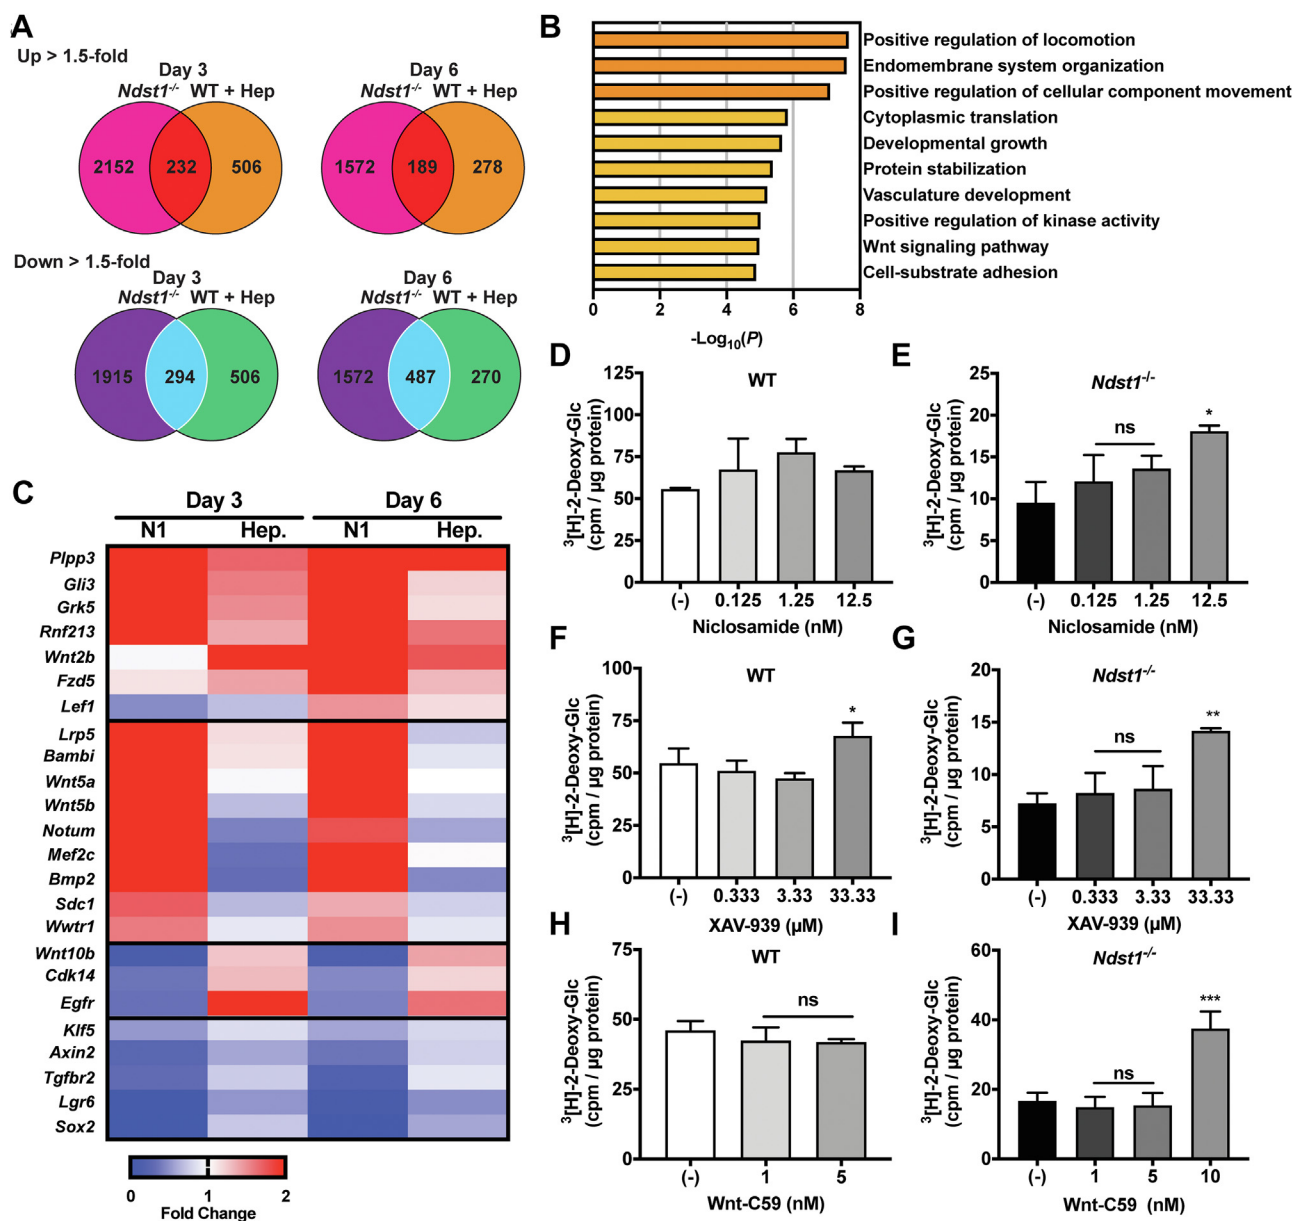 A
Up > 1.5-fold
Day 3
Ndst1-/- WT + Hep
2152 232 506
Day 6
Ndst1-/- WT + Hep
1572 189 278
Down > 1.5-fold
Day 3
Ndst1-/- WT + Hep
1915 294 506
Day 6
Ndst1-/- WT + Hep
1572 487 270
B
Positive regulation of locomotion
Endomembrane system organization
Positive regulation of cellular component movement
Cytoplasmic translation
Developmental growth
Protein stabilization
Vasculature development
Positive regulation of kinase activity
Wnt signaling pathway
Cell-substrate adhesion
0 2 4 6 8
-Log10(P)
C
Day 3 Day 6
N1 Hep. N1 Hep.
Plpp3
Gli3
Grk5
Rnf213
Wnt2b
Fzd5
Lef1
Lrp5
Bambi
Wnt5a
Wnt5b
Notum
Mef2c
Bmp2
Sdc1
Wwtr1
Wnt10b
Cdk14
Egfr
Klf5
Axin2
Tgfbr2
Lgr6
Sox2
0 1 2
Fold Change
D
WT
3[H]-2-Deoxy-Glc
(cpm / µg protein)
125
100
75
50
25
0
(-) 0.125 1.25 12.5
Niclosamide (nM)
E
Ndst1-/-
3[H]-2-Deoxy-Glc
(cpm / µg protein)
25
20
15
10
5
0
ns
*
(-) 0.125 1.25 12.5
Niclosamide (nM)
F
WT
3[H]-2-Deoxy-Glc
(cpm / µg protein)
100
75
50
25
0
*
(-) 0.333 3.33 33.33
XAV-939 (µM)
G
Ndst1-/-
3[H]-2-Deoxy-Glc
(cpm / µg protein)
20
15
10
5
0
ns
**
(-) 0.333 3.33 33.33
XAV-939 (µM)
H
WT
3[H]-2-Deoxy-Glc
(cpm / µg protein)
75
50
25
0
ns
(-) 1 5
Wnt-C59 (nM)
I
Ndst1-/-
3[H]-2-Deoxy-Glc
(cpm / µg protein)
60
40
20
0
ns
***
(-) 1 5 10
Wnt-C59 (nM)